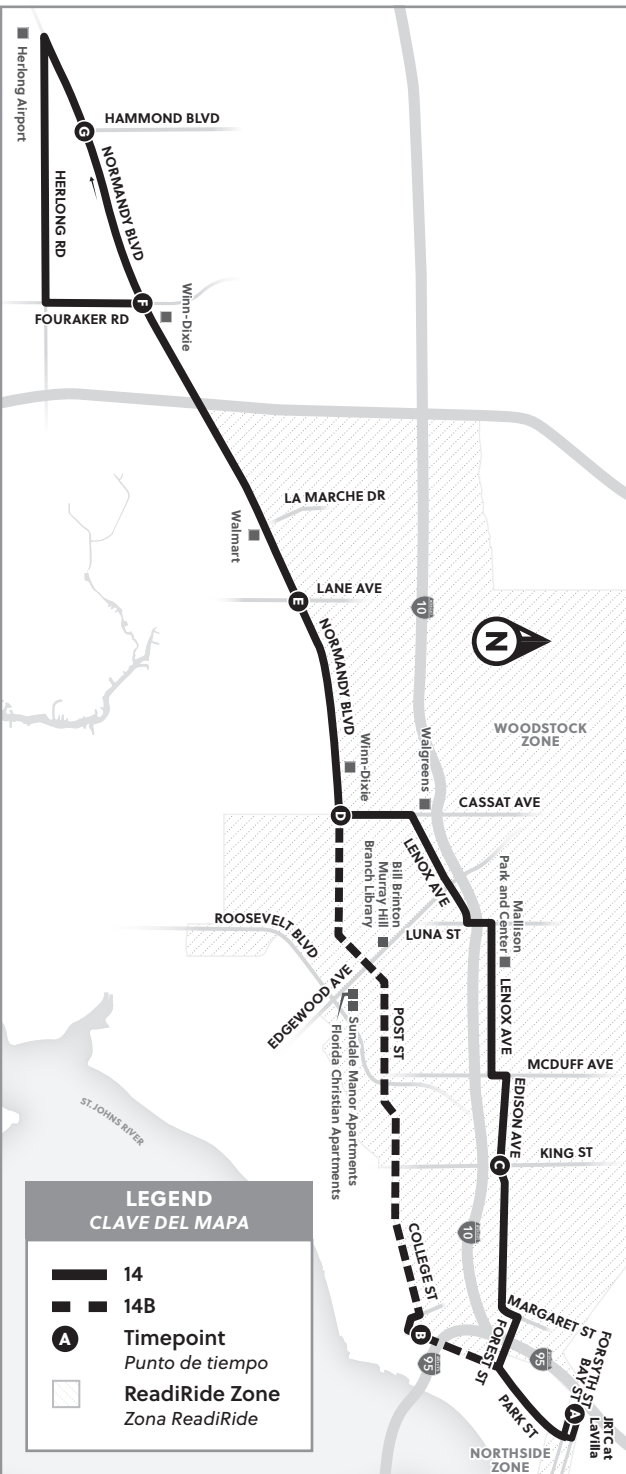 Herlong Airport
HAMMOND BLVD
G
NORMANDY BLVD
HERLONG RD
F
FOURAKER RD
Winn-Dixie
LA MARCHE DR
Walmart
E
LANE AVE
10
NORMANDY BLVD
N
WOODSTOCK
ZONE
Winn-Dixie
Walgreens
D
CASSAT AVE
LENOX AVE
Bill Brinton
Murray Hill
Branch Library
Mallison
Park and Center
LUNA ST
ROOSEVELT BLVD
EDGEWOOD AVE
POST ST
LENOX AVE
Sundale Manor Apartments
Florida Christian Apartments
MCDUFF AVE
EDISON AVE
ST. JOHNS RIVER
C
KING ST
10
COLLEGE ST
B
95
MARGARET ST
FOREST ST
95
FORSYTH ST
BAY ST
JRTC at
LaVilla
A
PARK ST
NORTHSIDE
ZONE
LEGEND
CLAVE DEL MAPA
14
14B
A Timepoint
Punto de tiempo
ReadiRide Zone
Zona ReadiRide